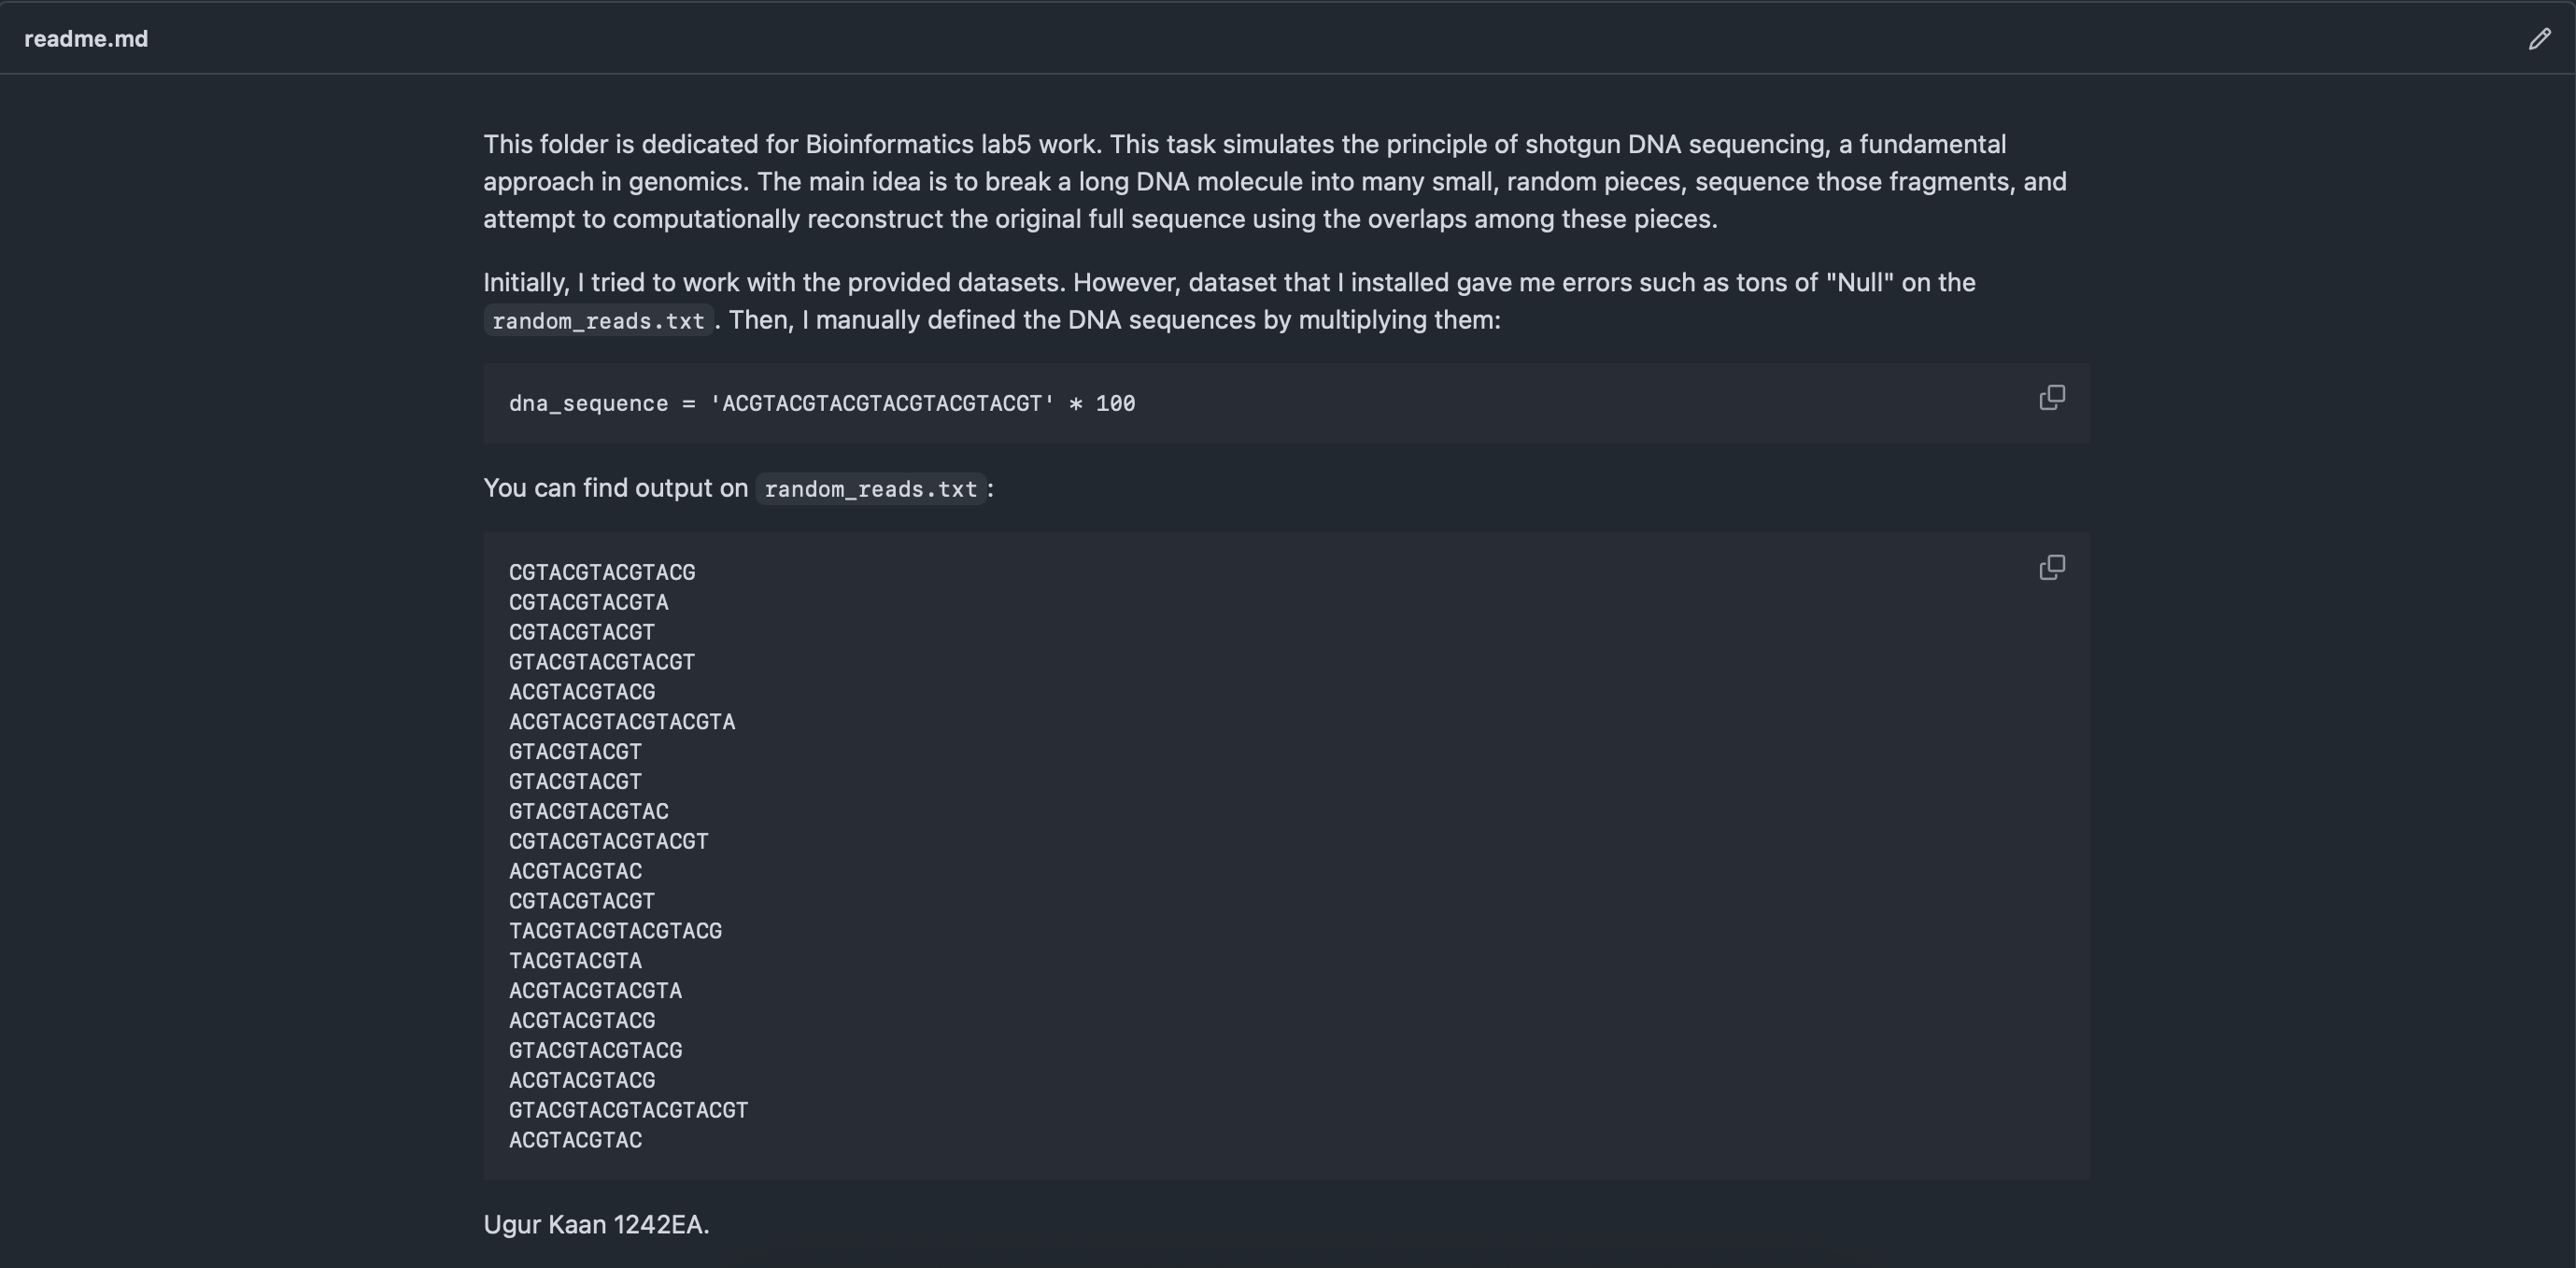 readme.md
This folder is dedicated for Bioinformatics lab5 work. This task simulates the principle of shotgun DNA sequencing, a fundamental
approach in genomics. The main idea is to break a long DNA molecule into many small, random pieces, sequence those fragments, and
attempt to computationally reconstruct the original full sequence using the overlaps among these pieces.
Initially, I tried to work with the provided datasets. However, dataset that I installed gave me errors such as tons of "Null" on the
random_reads.txt. Then, I manually defined the DNA sequences by multiplying them:
dna_sequence = 'ACGTACGTACGTACGTACGTACGT' * 100
You can find output on random_reads.txt:
CGTACGTACGTACG
CGTACGTACGTA
CGTACGTACGT
GTACGTACGTACGT
ACGTACGTACG
ACGTACGTACGTACGTA
GTACGTACGT
GTACGTACGT
GTACGTACGTAC
CGTACGTACGTACGT
ACGTACGTAC
CGTACGTACGT
TACGTACGTACGTACG
TACGTACGTA
ACGTACGTACGTA
ACGTACGTACG
GTACGTACGTACG
ACGTACGTACG
GTACGTACGTACGTACGT
ACGTACGTAC
Ugur Kaan 1242EA.